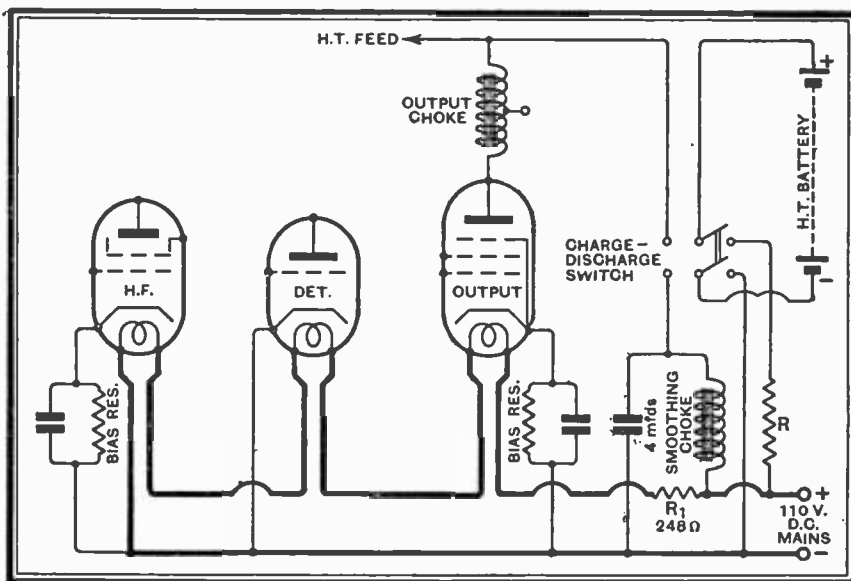 H.T. FEED
OUTPUT
CHOKE
+
H.T. BATTERY
-
CHARGE-
DISCHARGE
SWITCH
H.F.
DET.
OUTPUT
BIAS RES.
BIAS RES.
4 mfds
SMOOTHING
CHOKE
R
R1
248Ω
+
110 V.
D.C.
MAINS
-